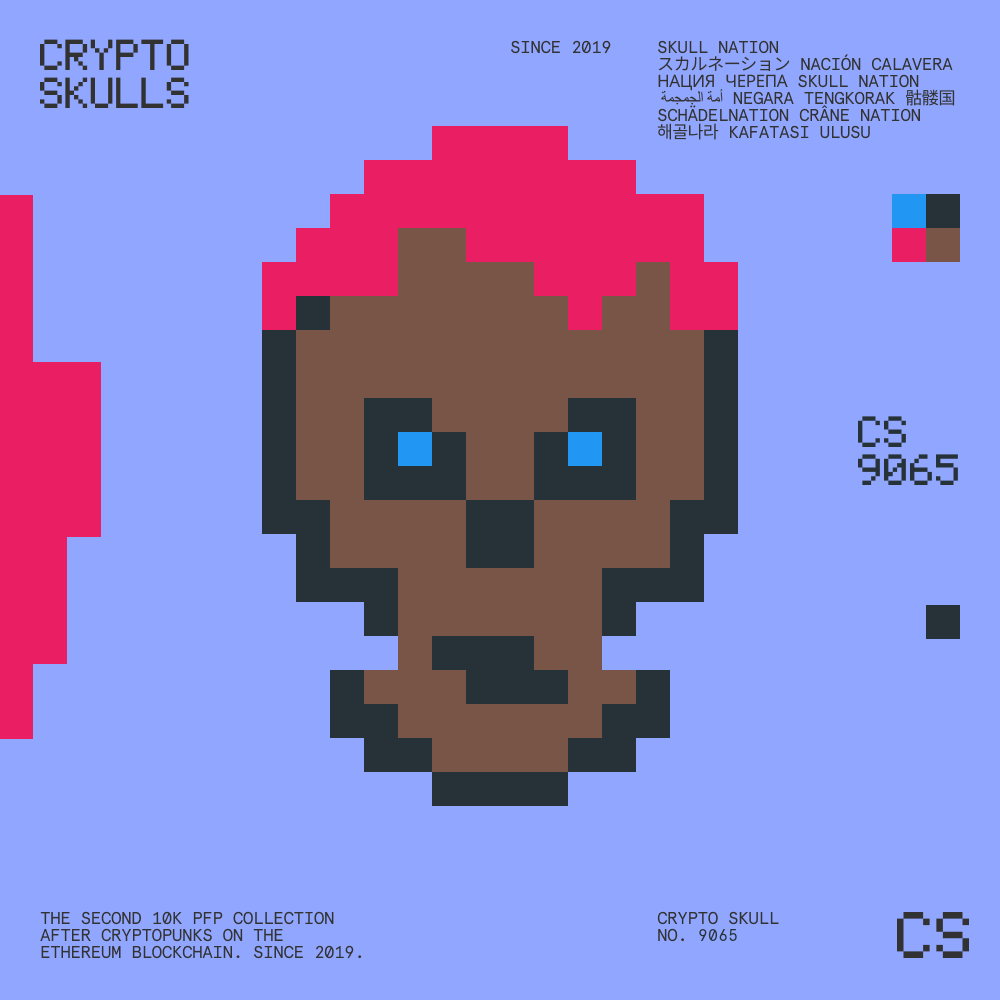 CRYPTO
SKULLS
SINCE 2019
SKULL NATION
スカルネーション NACIÓN CALAVERA
НАЦИЯ ЧЕРЕПА SKULL NATION
أمة الجمجمة NEGARA TENGKORAK 骷髅国
SCHÄDELNATION CRÂNE NATION
해골나라 KAFATASI ULUSU
CS
9065
THE SECOND 10K PFP COLLECTION
AFTER CRYPTOPUNKS ON THE
ETHEREUM BLOCKCHAIN. SINCE 2019.
CRYPTO SKULL
NO. 9065
CS